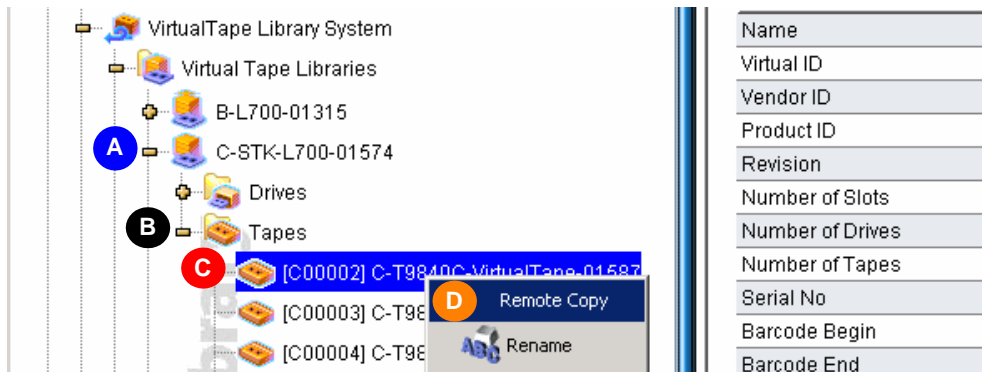 VirtualTape Library System
Virtual Tape Libraries
B-L700-01315
A C-STK-L700-01574
Drives
B Tapes
C [C00002] C-T9840C-VirtualTape-01587
D Remote Copy
[C00003] C-T98
ABC Rename
[C00004] C-T98
Name
Virtual ID
Vendor ID
Product ID
Revision
Number of Slots
Number of Drives
Number of Tapes
Serial No
Barcode Begin
Barcode End